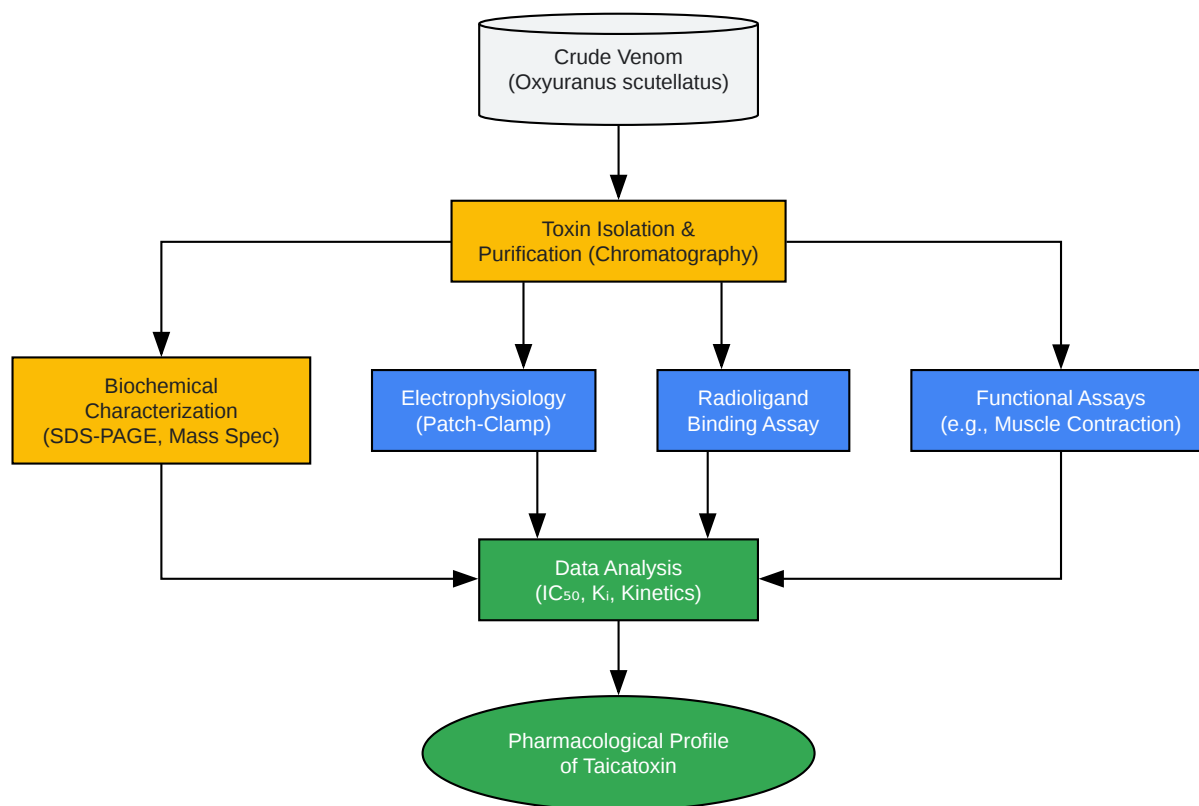 Crude Venom
(Oxyuranus scutellatus)
Toxin Isolation &
Purification (Chromatography)
Biochemical
Characterization
(SDS-PAGE, Mass Spec)
Electrophysiology
(Patch-Clamp)
Radioligand
Binding Assay
Functional Assays
(e.g., Muscle Contraction)
Data Analysis
(IC₅₀, Kᵢ, Kinetics)
Pharmacological Profile
of Taicatoxin